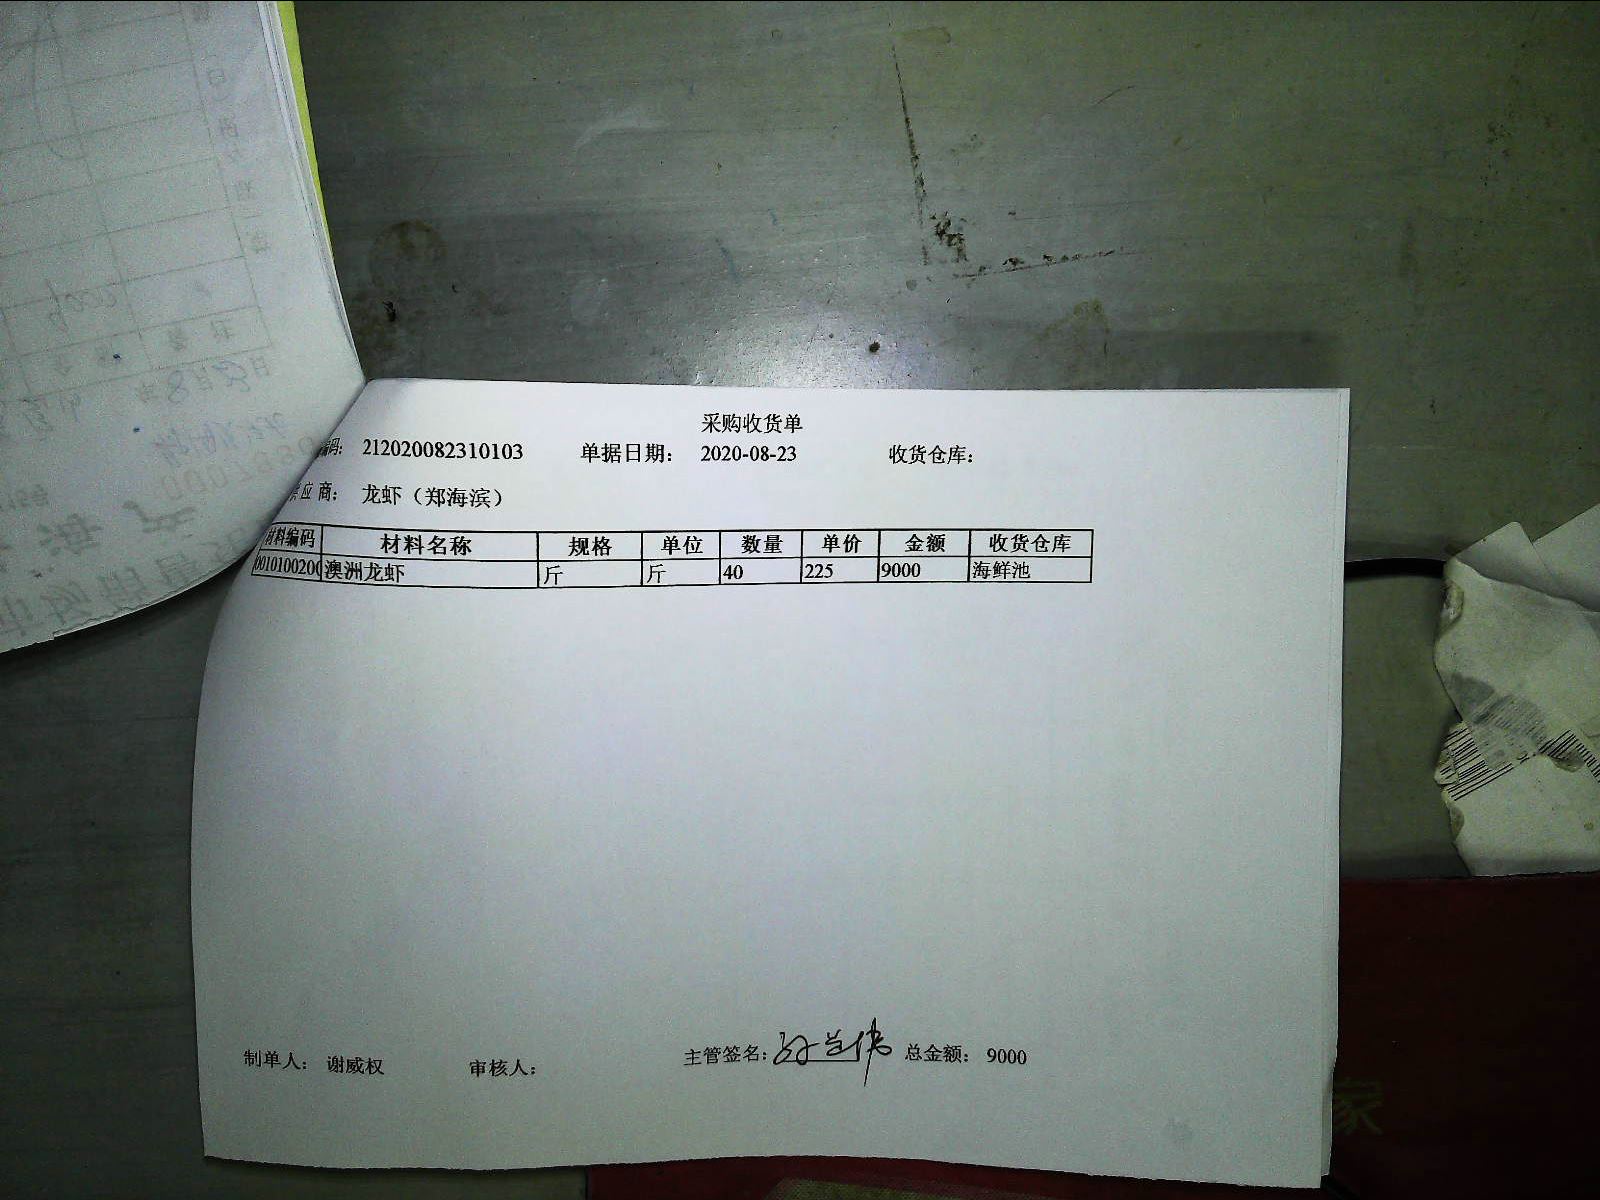 采购收货单
编码： 212020082310103 单据日期： 2020-08-23 收货仓库：
供应商： 龙虾（郑海滨）
材料编码 材料名称 规格 单位 数量 单价 金额 收货仓库
0010100200 澳洲龙虾 斤 斤 40 225 9000 海鲜池
制单人： 谢威权 审核人： 主管签名： 总金额： 9000
家